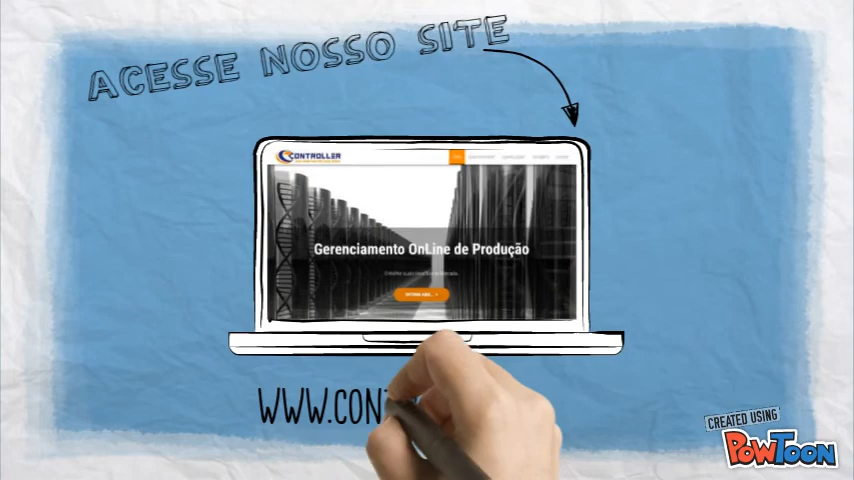 ACESSE NOSSO SITE
CONTROLLER
Gerenciamento OnLine de Produção
WWW.CON
CREATED USING
POWTOON